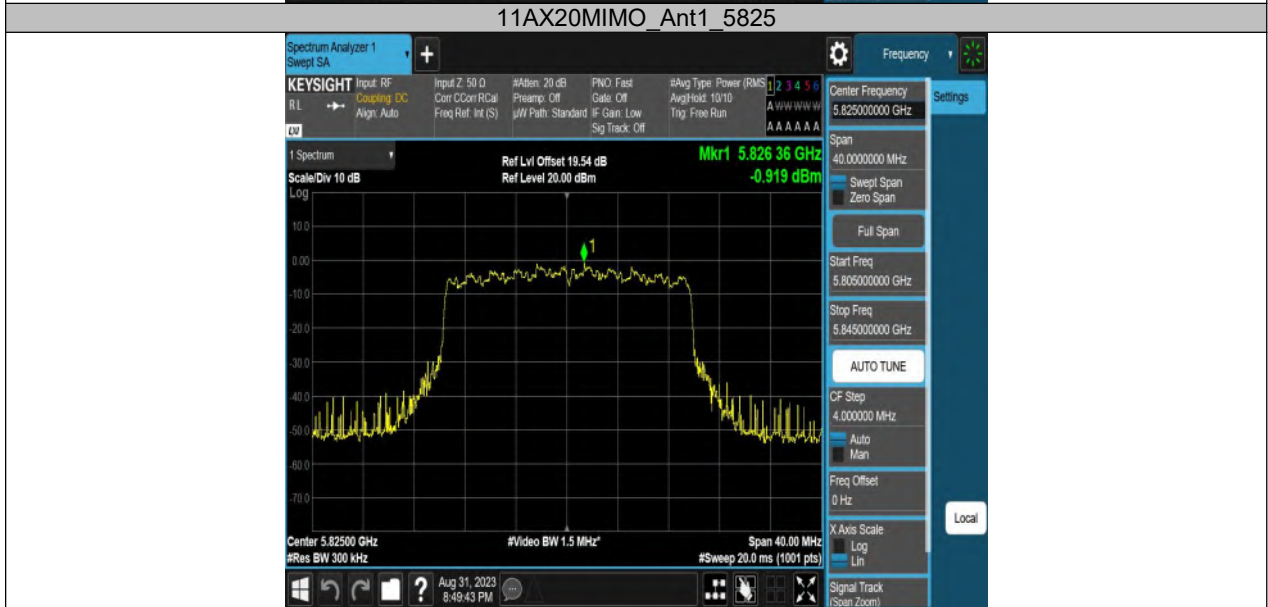 11AX20MIMO_Ant1_5825
Spectrum Analyzer 1
Swept SA
+
Frequency
KEYSIGHT
RL
LXI
Input: RF
Coupling: DC
Align: Auto
Input Z: 50 Ω
Corr CCorr RCal
Freq Ref: Int (S)
#Atten: 20 dB
Preamp: Off
µW Path: Standard
PNO: Fast
Gate: Off
IF Gain: Low
Sig Track: Off
#Avg Type: Power (RMS
Avg|Hold: 10/10
Trig: Free Run
1 2 3 4 5 6
A W W W W W
A A A A A A
Center Frequency
5.825000000 GHz
Settings
1 Spectrum
Scale/Div 10 dB
Log
Ref Lvl Offset 19.54 dB
Ref Level 20.00 dBm
Mkr1 5.826 36 GHz
-0.919 dBm
Span
40.0000000 MHz
Swept Span
Zero Span
Full Span
Start Freq
5.805000000 GHz
Stop Freq
5.845000000 GHz
AUTO TUNE
CF Step
4.000000 MHz
Auto
Man
Freq Offset
0 Hz
X Axis Scale
Log
Lin
Signal Track
(Span Zoom)
Local
10.0
0.00
-10.0
-20.0
-30.0
-40.0
-50.0
-60.0
-70.0
1
Center 5.82500 GHz
#Res BW 300 kHz
#Video BW 1.5 MHz*
Span 40.00 MHz
#Sweep 20.0 ms (1001 pts)
?
Aug 31, 2023
8:49:43 PM